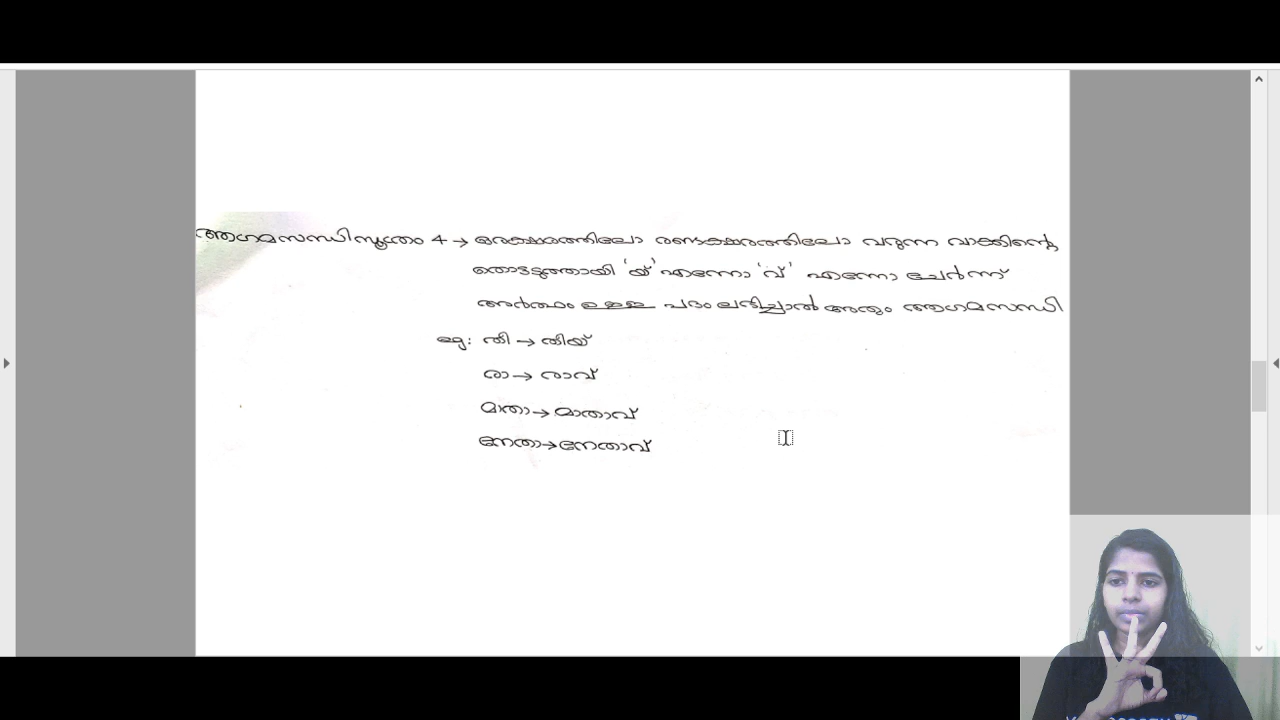 ആഗമസന്ധിസൂത്രം 4 → ഒരക്ഷരത്തിലോ രണ്ടക്ഷരത്തിലോ വരുന്ന വാക്കിന്റെ
തൊട്ടടുത്തായി 'യ്' എന്നോ 'വ്' എന്നോ ചേർന്ന്
അർത്ഥം ഉള്ള പദം ലഭിച്ചാൽ അതും ആഗമസന്ധി
ഉദാ: തീ → തീയ്
രാ → രാവ്
മാതാ → മാതാവ്
നേതാ → നേതാവ്